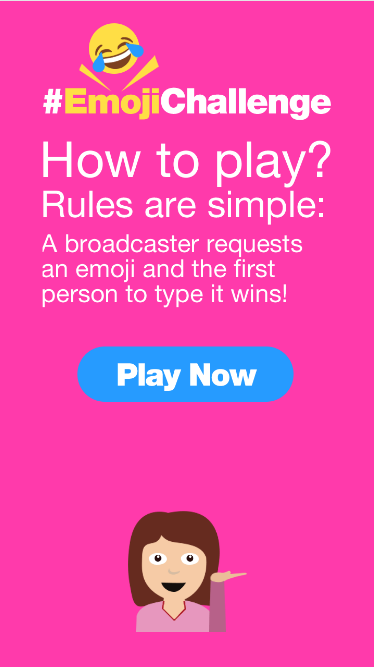 #EmojiChallenge
How to play?
Rules are simple:
A broadcaster requests
an emoji and the first
person to type it wins!
Play Now